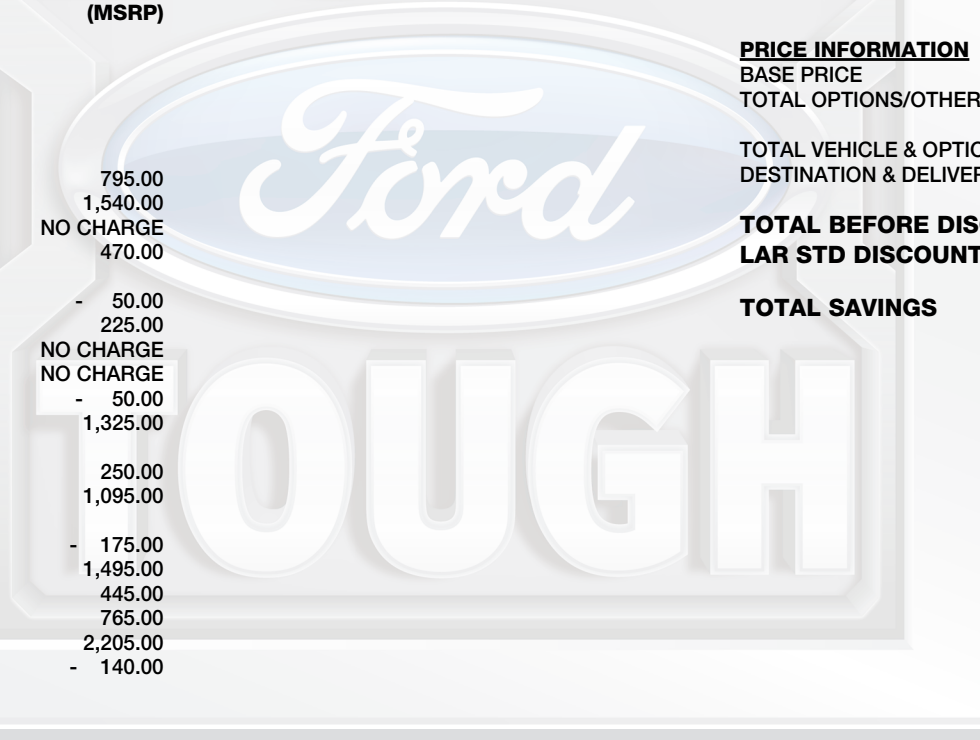 (MSRP)
795.00
1,540.00
NO CHARGE
470.00
- 50.00
225.00
NO CHARGE
NO CHARGE
- 50.00
1,325.00
250.00
1,095.00
- 175.00
1,495.00
445.00
765.00
2,205.00
- 140.00
PRICE INFORMATION
BASE PRICE
TOTAL OPTIONS/OTHER
TOTAL VEHICLE & OPTIO
DESTINATION & DELIVER
TOTAL BEFORE DISC
LAR STD DISCOUNT
TOTAL SAVINGS
Ford
TOUGH